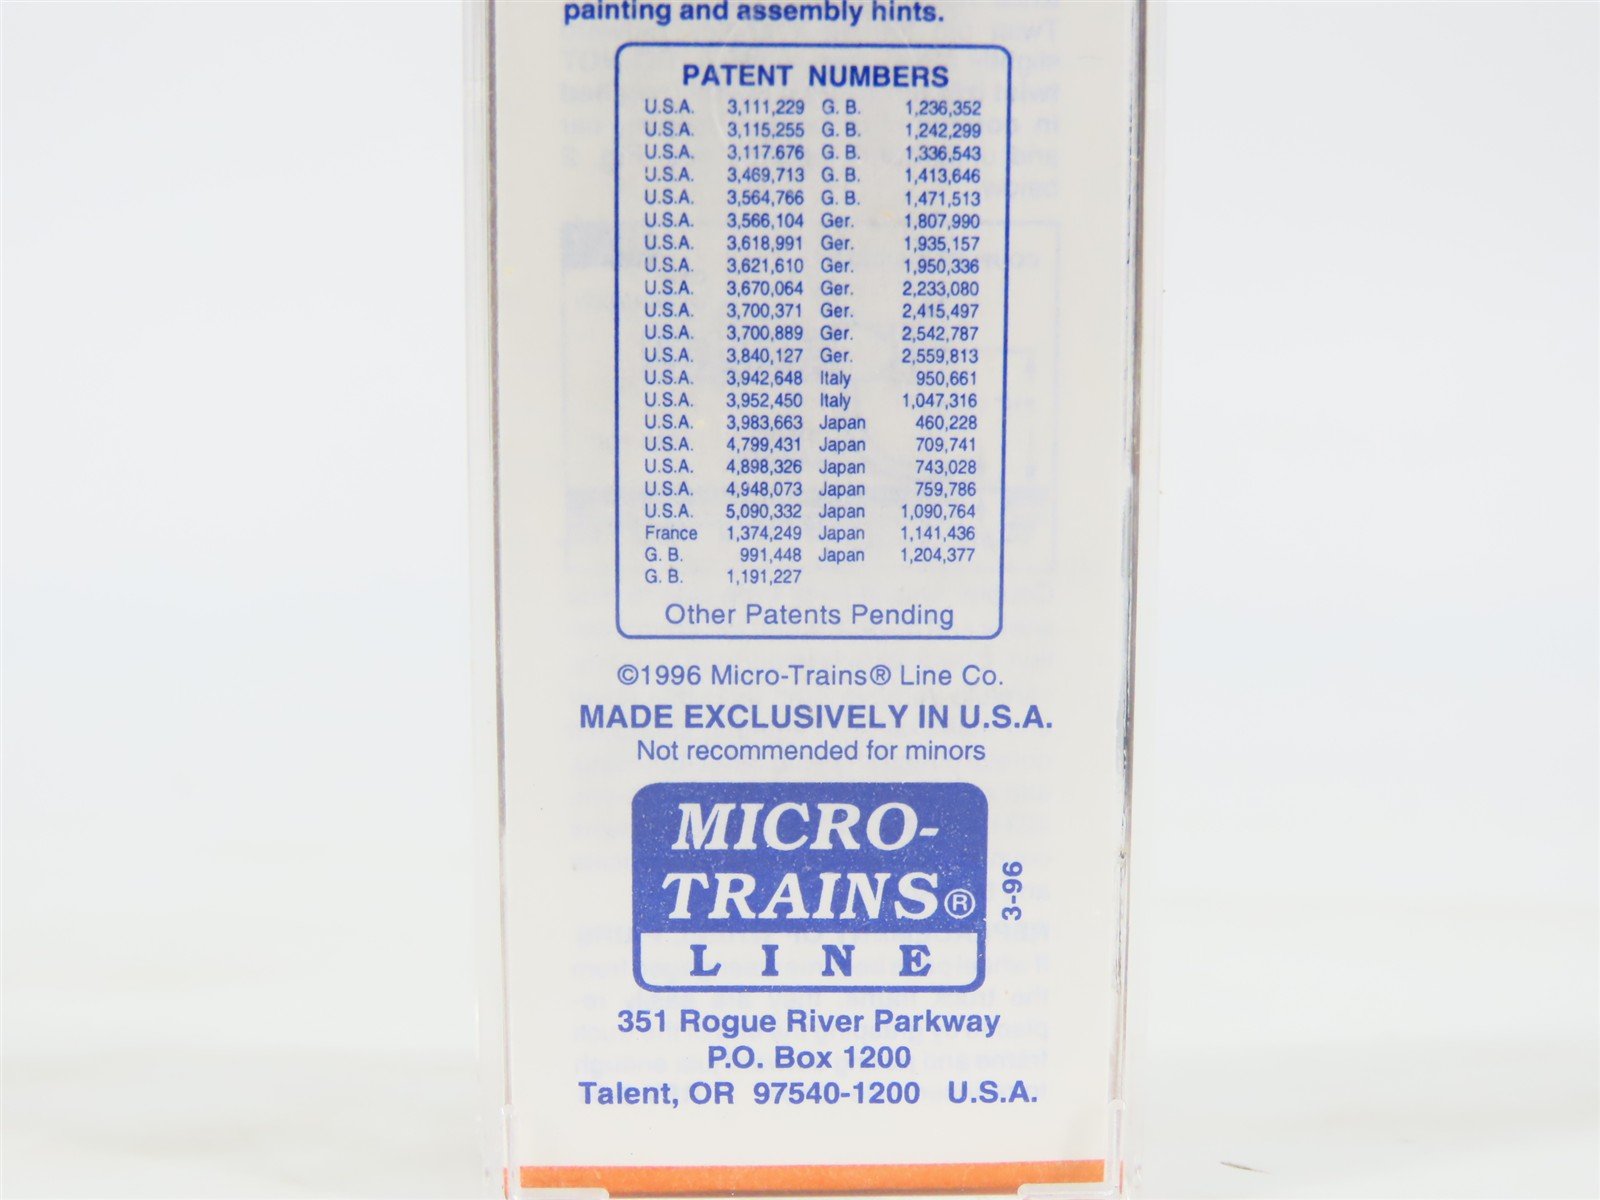 painting and assembly hints.
PATENT NUMBERS
U.S.A. 3,111,229 G. B. 1,236,352
U.S.A. 3,115,255 G. B. 1,242,299
U.S.A. 3,117.676 G. B. 1,336,543
U.S.A. 3,469,713 G. B. 1,413,646
U.S.A. 3,564,766 G. B. 1,471,513
U.S.A. 3,566,104 Ger. 1,807,990
U.S.A. 3,618,991 Ger. 1,935,157
U.S.A. 3,621,610 Ger. 1,950,336
U.S.A. 3,670,064 Ger. 2,233,080
U.S.A. 3,700,371 Ger. 2,415,497
U.S.A. 3,700,889 Ger. 2,542,787
U.S.A. 3,840,127 Ger. 2,559,813
U.S.A. 3,942,648 Italy 950,661
U.S.A. 3,952,450 Italy 1,047,316
U.S.A. 3,983,663 Japan 460,228
U.S.A. 4,799,431 Japan 709,741
U.S.A. 4,898,326 Japan 743,028
U.S.A. 4,948,073 Japan 759,786
U.S.A. 5,090,332 Japan 1,090,764
France 1,374,249 Japan 1,141,436
G. B. 991,448 Japan 1,204,377
G. B. 1,191,227
Other Patents Pending
©1996 Micro-Trains® Line Co.
MADE EXCLUSIVELY IN U.S.A.
Not recommended for minors
MICRO-
TRAINS®
LINE
3-96
351 Rogue River Parkway
P.O. Box 1200
Talent, OR 97540-1200 U.S.A.